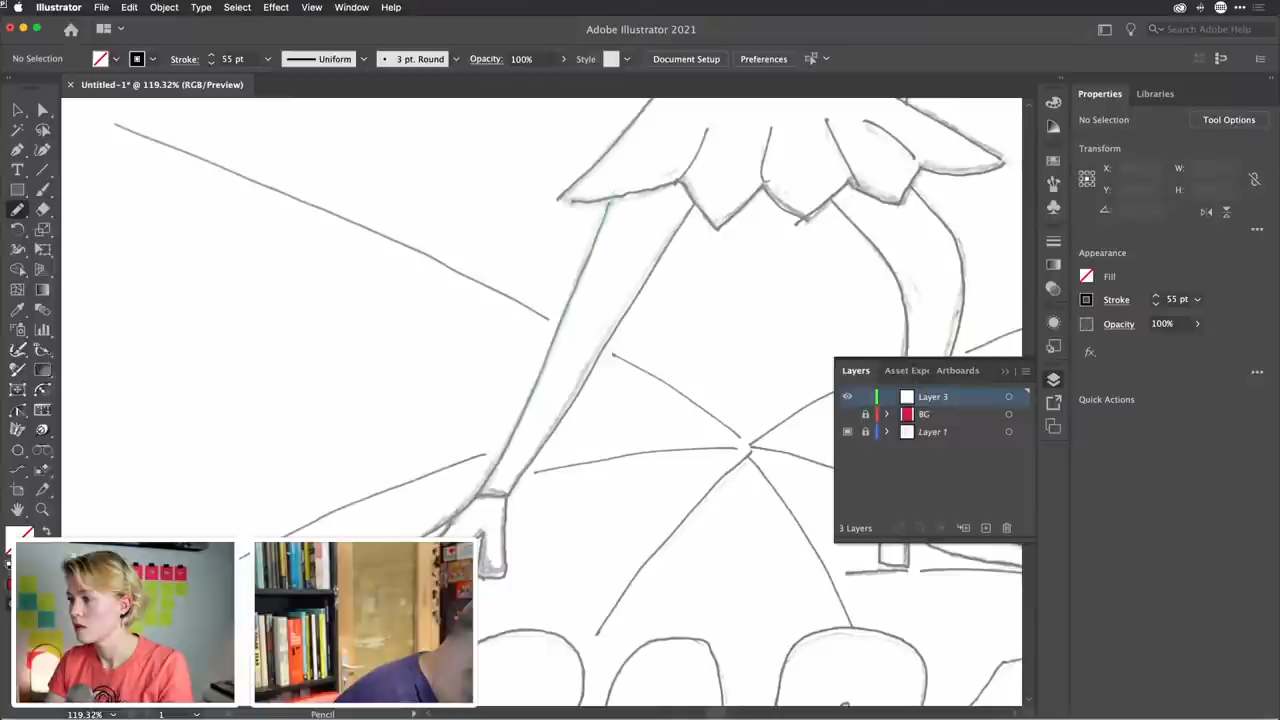 Illustrator File Edit Object Type Select Effect View Window Help
Adobe Illustrator 2021
Search Adobe Help
No Selection Stroke: 55 pt Uniform 3 pt. Round Opacity: 100% Style Document Setup Preferences
× Untitled-1* @ 119.32% (RGB/Preview)
Properties Libraries
No Selection Tool Options
Transform
X: W:
Y: H:
Appearance
Fill
Stroke 55 pt
Opacity 100%
fx.
Quick Actions
Layers Asset Exp Artboards
Layer 3
BG
Layer 1
3 Layers
119.32% 1 Pencil